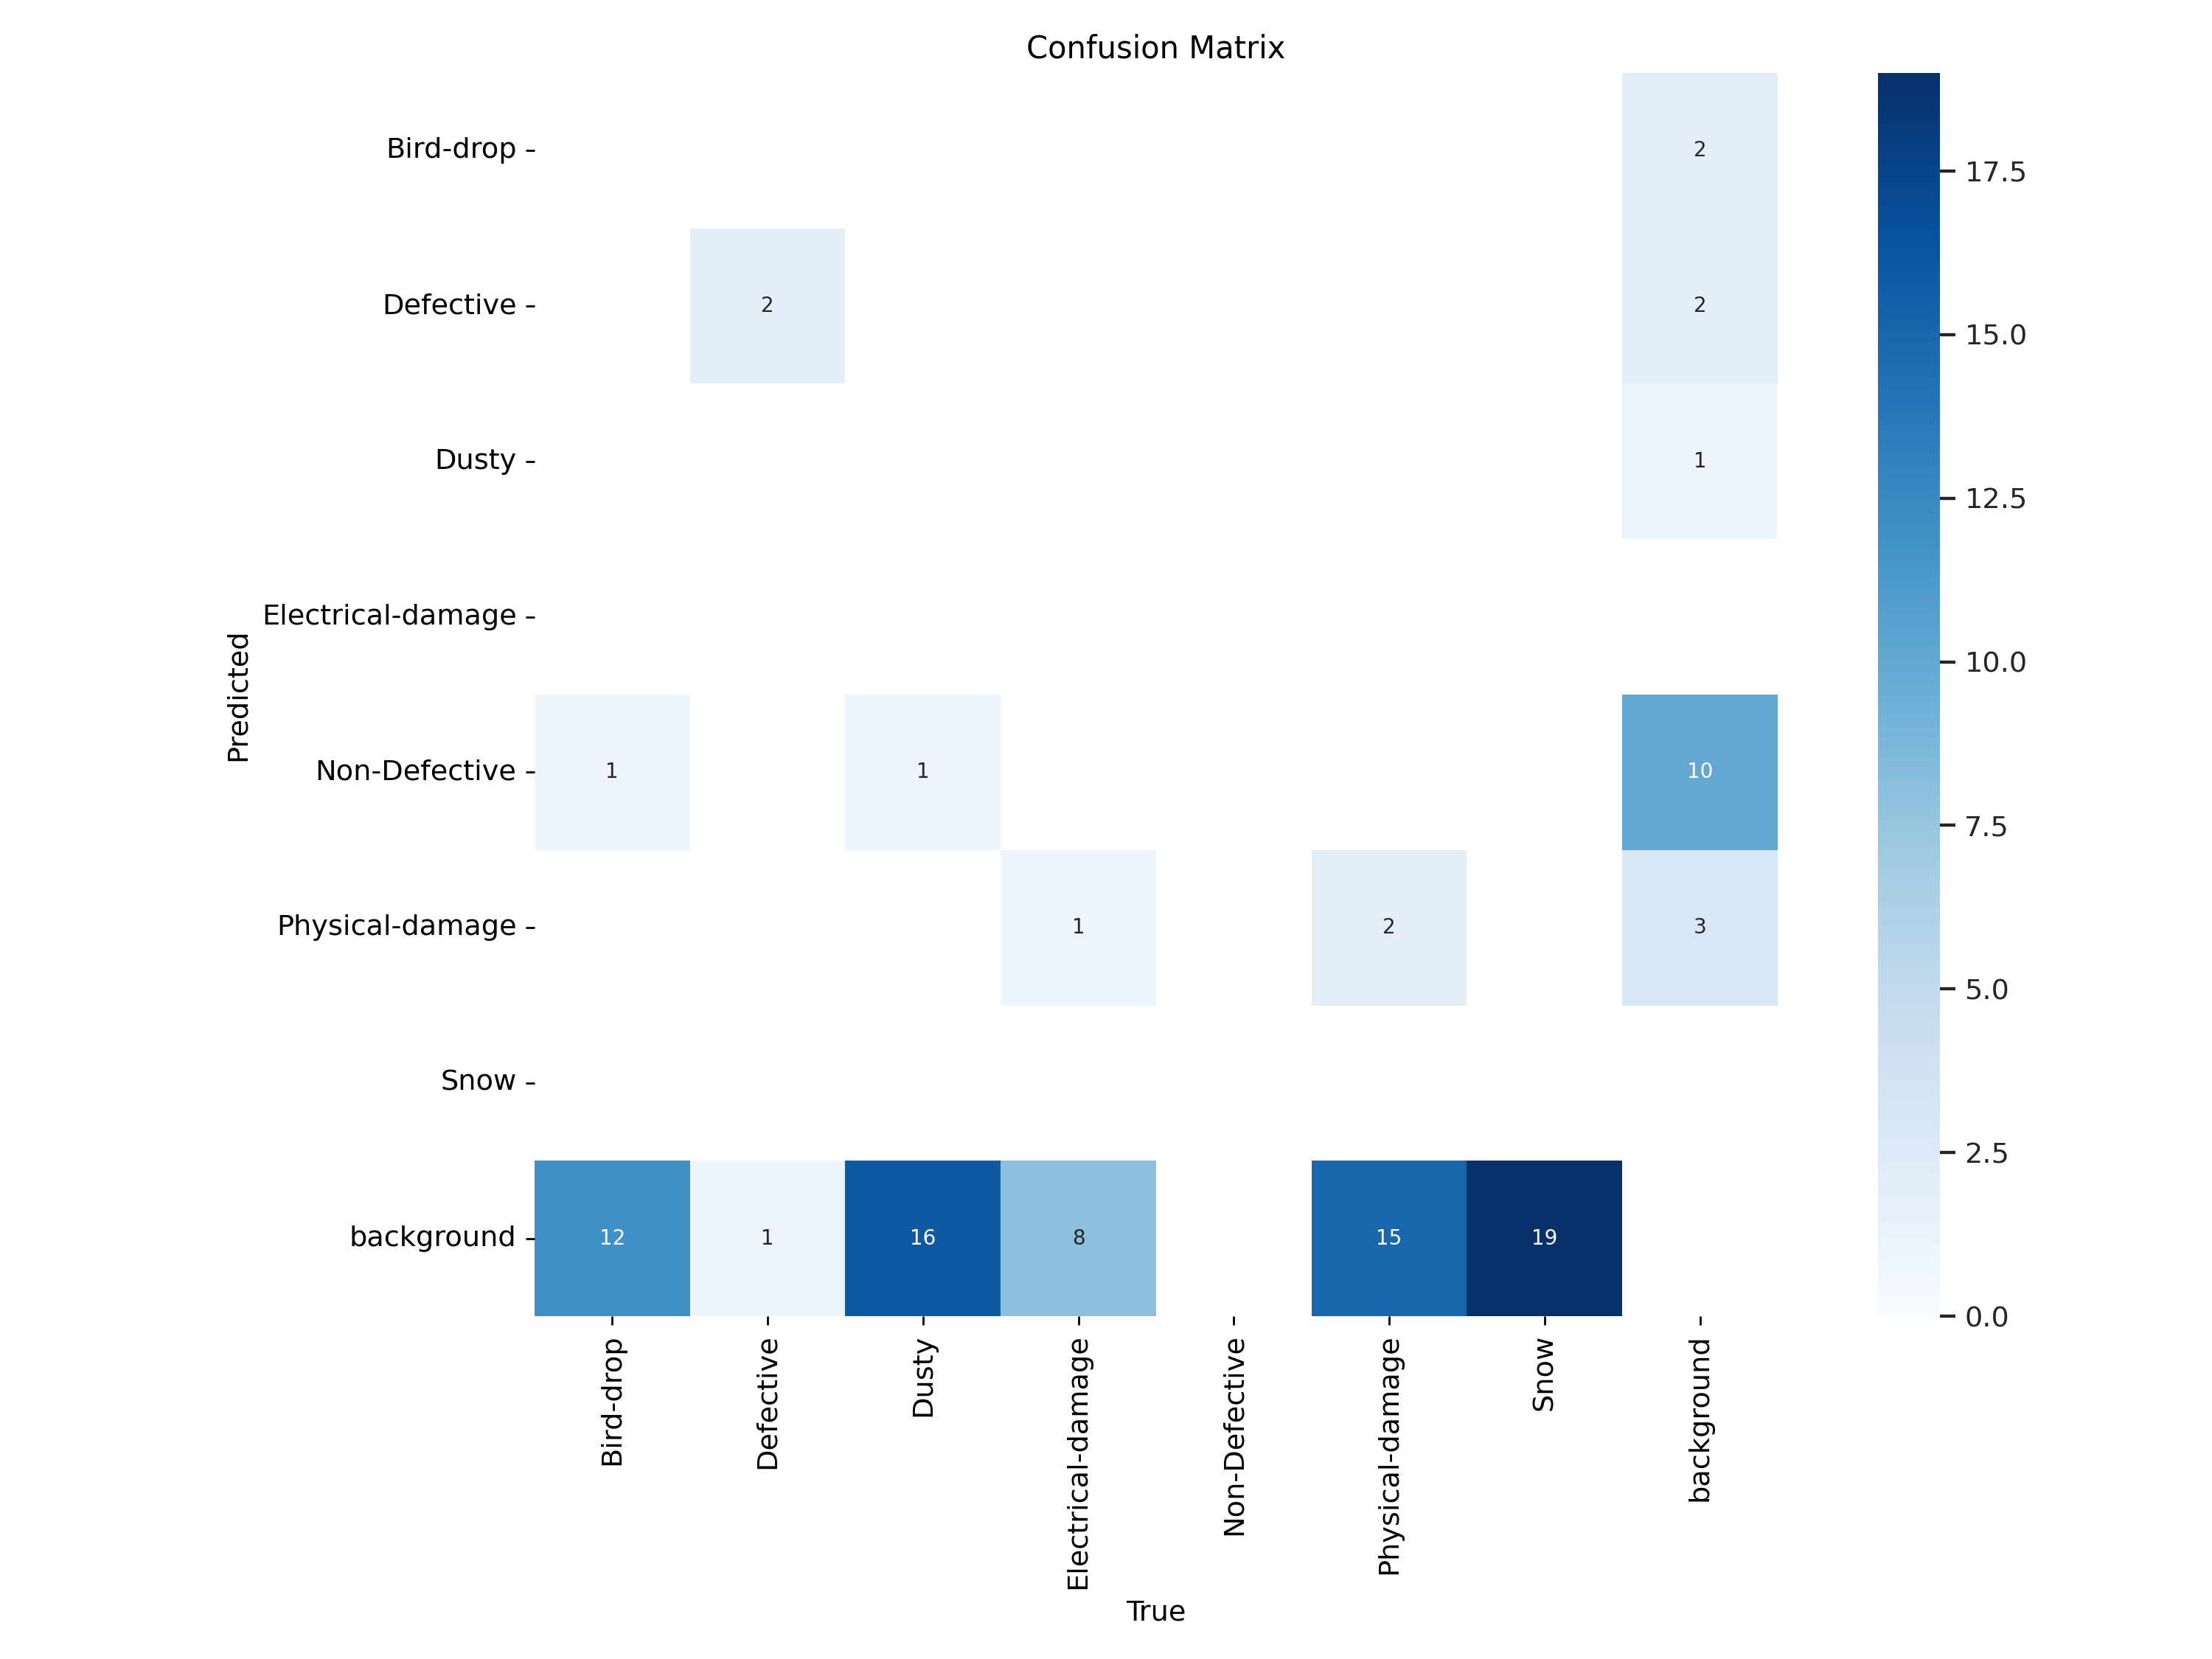 Confusion Matrix
Bird-drop
2
Defective
2
2
Dusty
1
Electrical-damage
Non-Defective
1
1
10
Physical-damage
1
2
3
Snow
background
12
1
16
8
15
19
Predicted
Bird-drop
Defective
Dusty
Electrical-damage
Non-Defective
Physical-damage
Snow
background
True
17.5
15.0
12.5
10.0
7.5
5.0
2.5
0.0